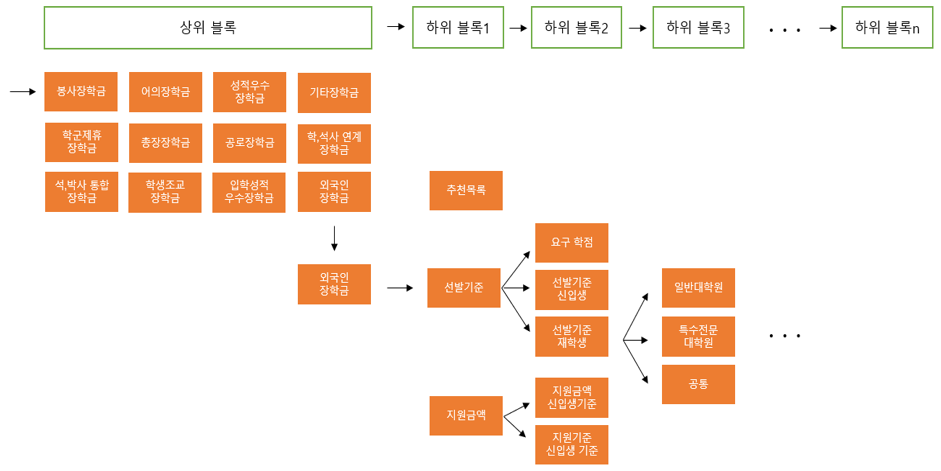 상위 블록
하위 블록1
하위 블록2
하위 블록3
· · ·
하위 블록n
봉사장학금
어의장학금
성적우수
장학금
기타장학금
학군제휴
장학금
총장장학금
공로장학금
학,석사 연계
장학금
석,박사 통합
장학금
학생조교
장학금
입학성적
우수장학금
외국인
장학금
추천목록
외국인
장학금
선발기준
요구 학점
선발기준
신입생
선발기준
재학생
일반대학원
특수전문
대학원
공통
· · ·
지원금액
지원금액
신입생기준
지원기준
신입생 기준